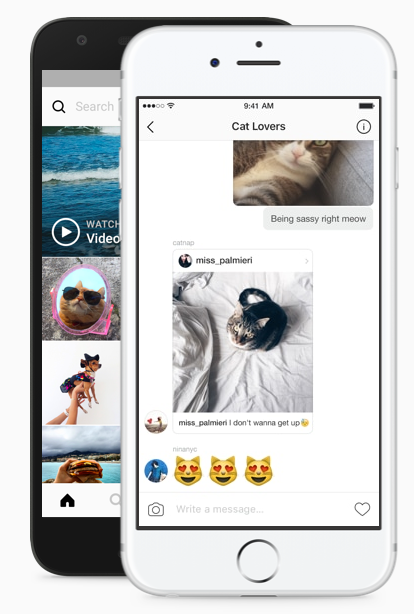 Search
WATCH
Video
9:41 AM
Cat Lovers
Being sassy right meow
catnap
miss_palmieri
miss_palmieri I don't wanna get up😴
ninanyc
😻😻😻
Write a message...